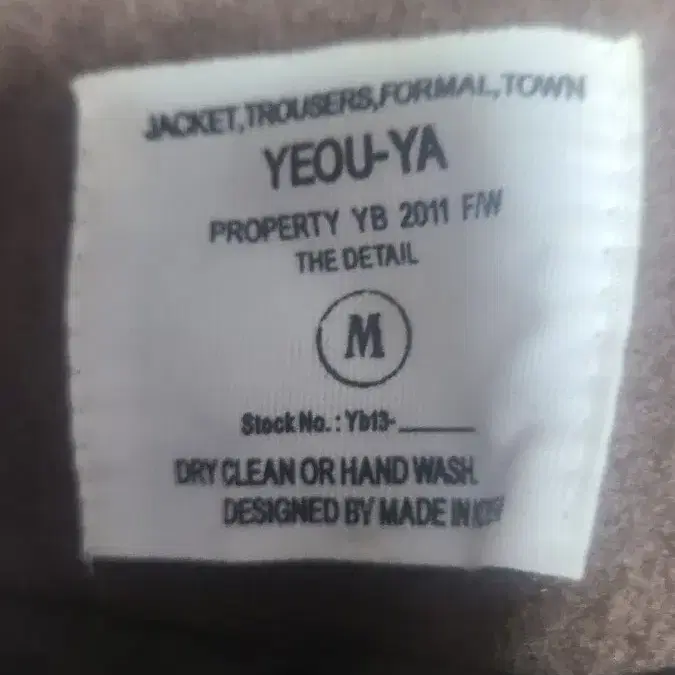 JACKET,TROUSERS,FORMAL,TOWN
YEOU-YA
PROPERTY YB 2011 F/W
THE DETAIL
M
Stock No.: Yb13-______
DRY CLEAN OR HAND WASH.
DESIGNED BY MADE IN